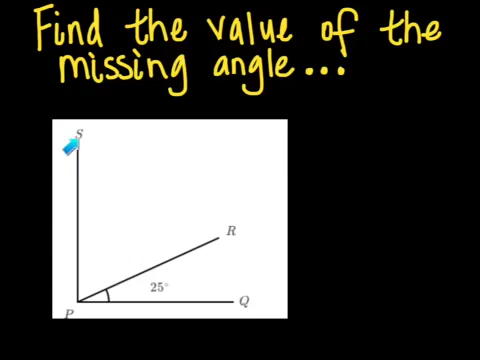 Find the value of the
missing angle...
S
R
25°
Q
P